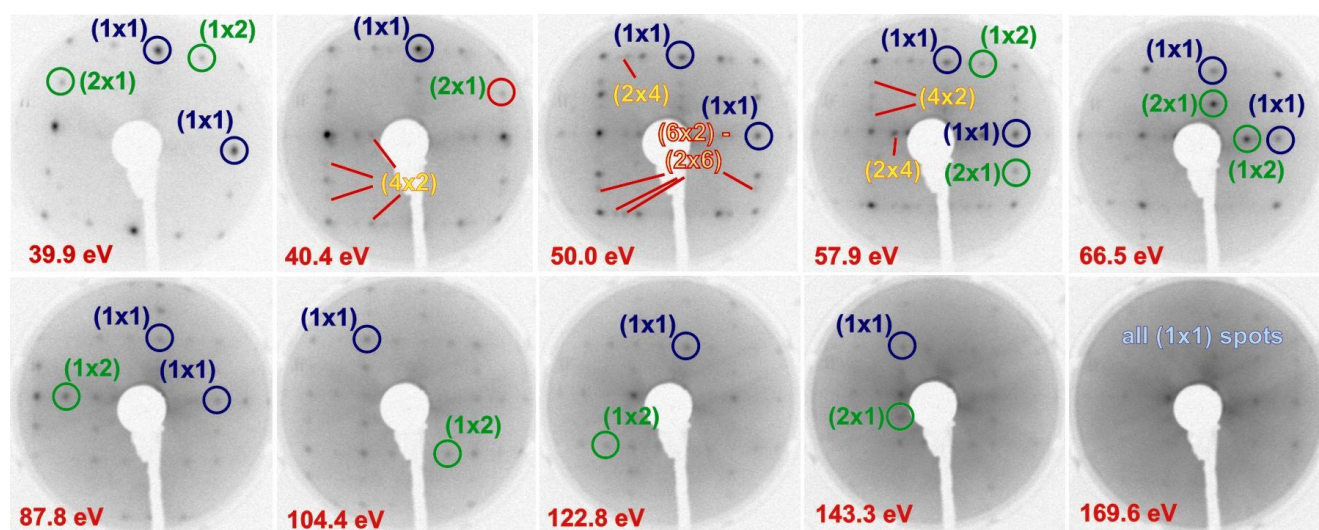 (1x1)
(1x2)
(2x1)
(1x1)
39.9 eV
(1x1)
(2x1)
(4x2)
40.4 eV
(1x1)
(2x4)
(1x1)
(6x2) -
(2x6)
50.0 eV
(1x1)
(1x2)
(4x2)
(1x1)
(2x4)
(2x1)
57.9 eV
(1x1)
(2x1)
(1x1)
(1x2)
66.5 eV
(1x1)
(1x2)
(1x1)
87.8 eV
(1x1)
(1x2)
104.4 eV
(1x1)
(1x2)
122.8 eV
(1x1)
(2x1)
143.3 eV
all (1x1) spots
169.6 eV